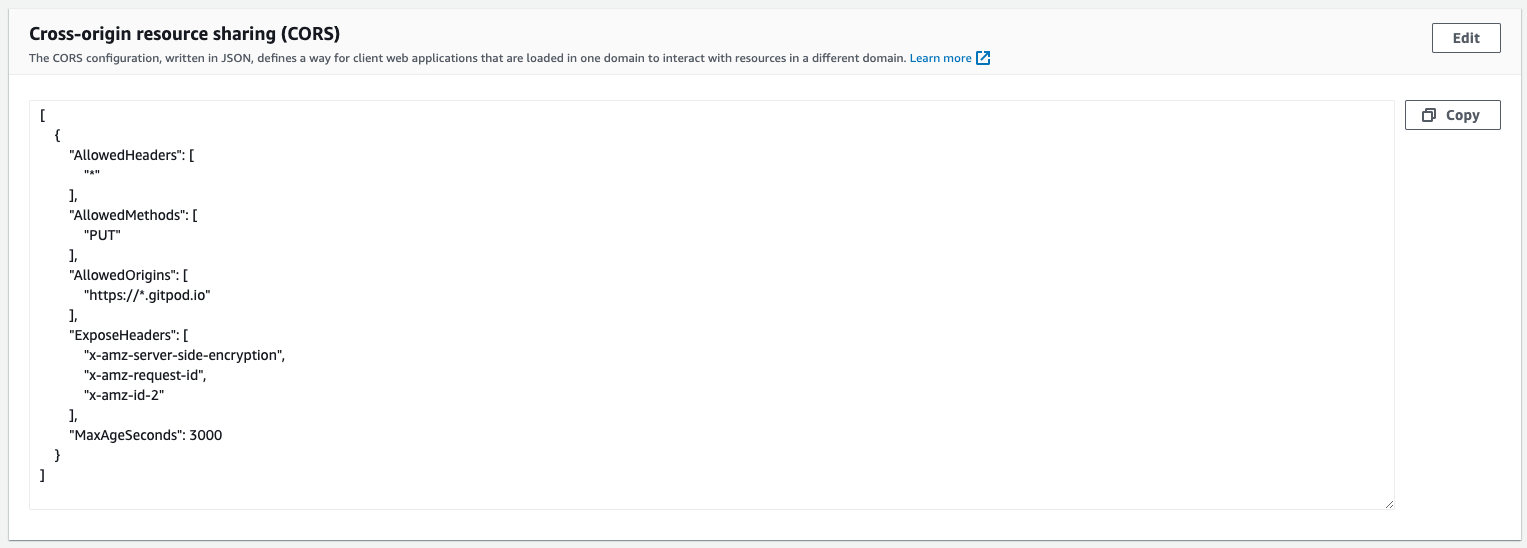 Cross-origin resource sharing (CORS)
Edit
The CORS configuration, written in JSON, defines a way for client web applications that are loaded in one domain to interact with resources in a different domain. Learn more
Copy
[
  {
    "AllowedHeaders": [
      "*"
    ],
    "AllowedMethods": [
      "PUT"
    ],
    "AllowedOrigins": [
      "https://*.gitpod.io"
    ],
    "ExposeHeaders": [
      "x-amz-server-side-encryption",
      "x-amz-request-id",
      "x-amz-id-2"
    ],
    "MaxAgeSeconds": 3000
  }
]